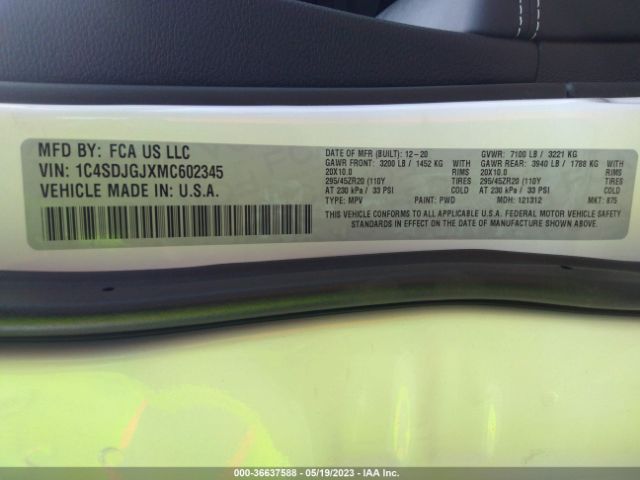 MFD BY: FCA US LLC
VIN: 1C4SDJGJXMC602345
VEHICLE MADE IN: U.S.A.
DATE OF MFR (BUILT): 12-20 GVWR: 7100 LB / 3221 KG
GAWR FRONT: 3200 LB / 1452 KG GAWR REAR: 3940 LB / 1788 KG
20X10.0 RIMS 20X10.0 RIMS
295/45ZR20 (110Y TIRES 295/45ZR20 (110Y TIRES
AT 230 kPa / 33 PSI COLD AT 230 kPa / 33 PSI COLD
TYPE: MPV PAINT: PWD MDH: 121312 MKT: 875
THIS VEHICLE CONFORMS TO ALL APPLICABLE U.S.A. FEDERAL MOTOR VEHICLE SAFETY
STANDARDS IN EFFECT ON THE DATE OF MANUFACTURE SHOWN ABOVE.
000-36637588 - 05/19/2023 - IAA Inc.